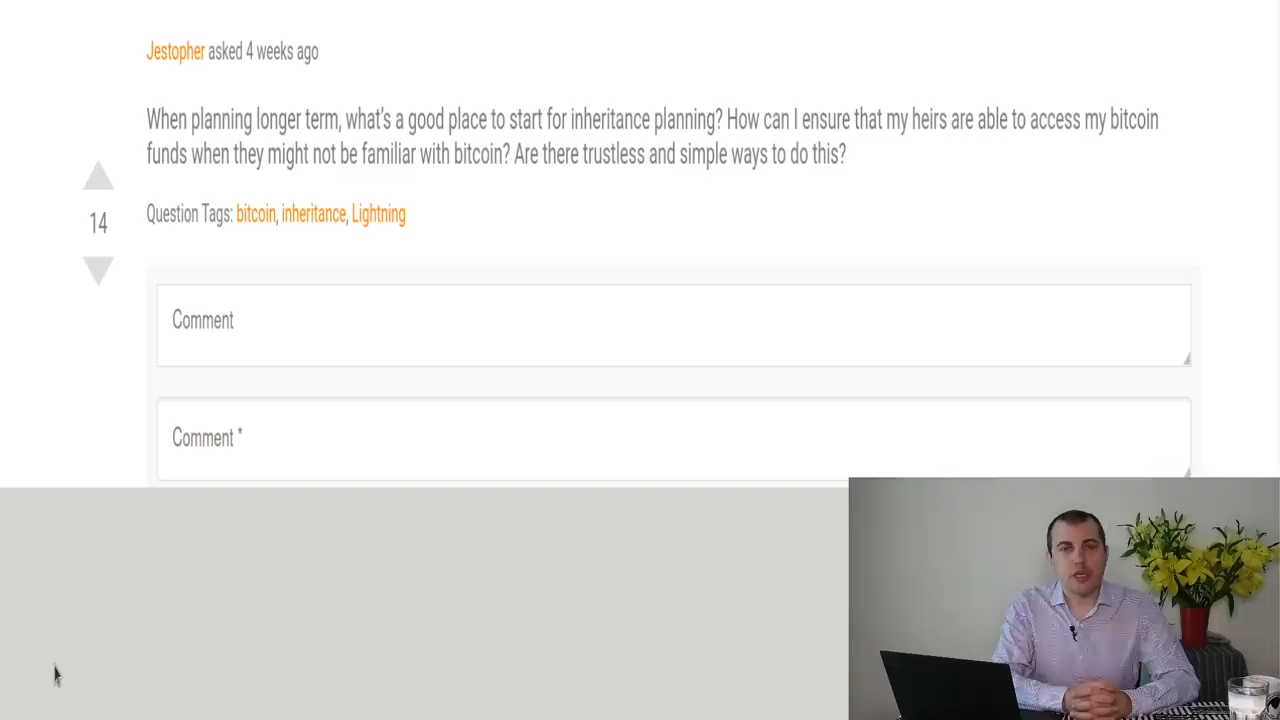 Jestopher asked 4 weeks ago
When planning longer term, what's a good place to start for inheritance planning? How can I ensure that my heirs are able to access my bitcoin
funds when they might not be familiar with bitcoin? Are there trustless and simple ways to do this?
14
Question Tags: bitcoin, inheritance, Lightning
Comment
Comment *